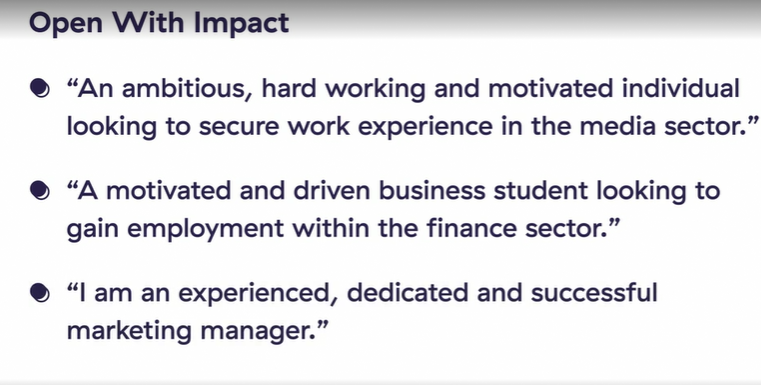 Open With Impact
“An ambitious, hard working and motivated individual
looking to secure work experience in the media sector.”
“A motivated and driven business student looking to
gain employment within the finance sector.”
“I am an experienced, dedicated and successful
marketing manager.”